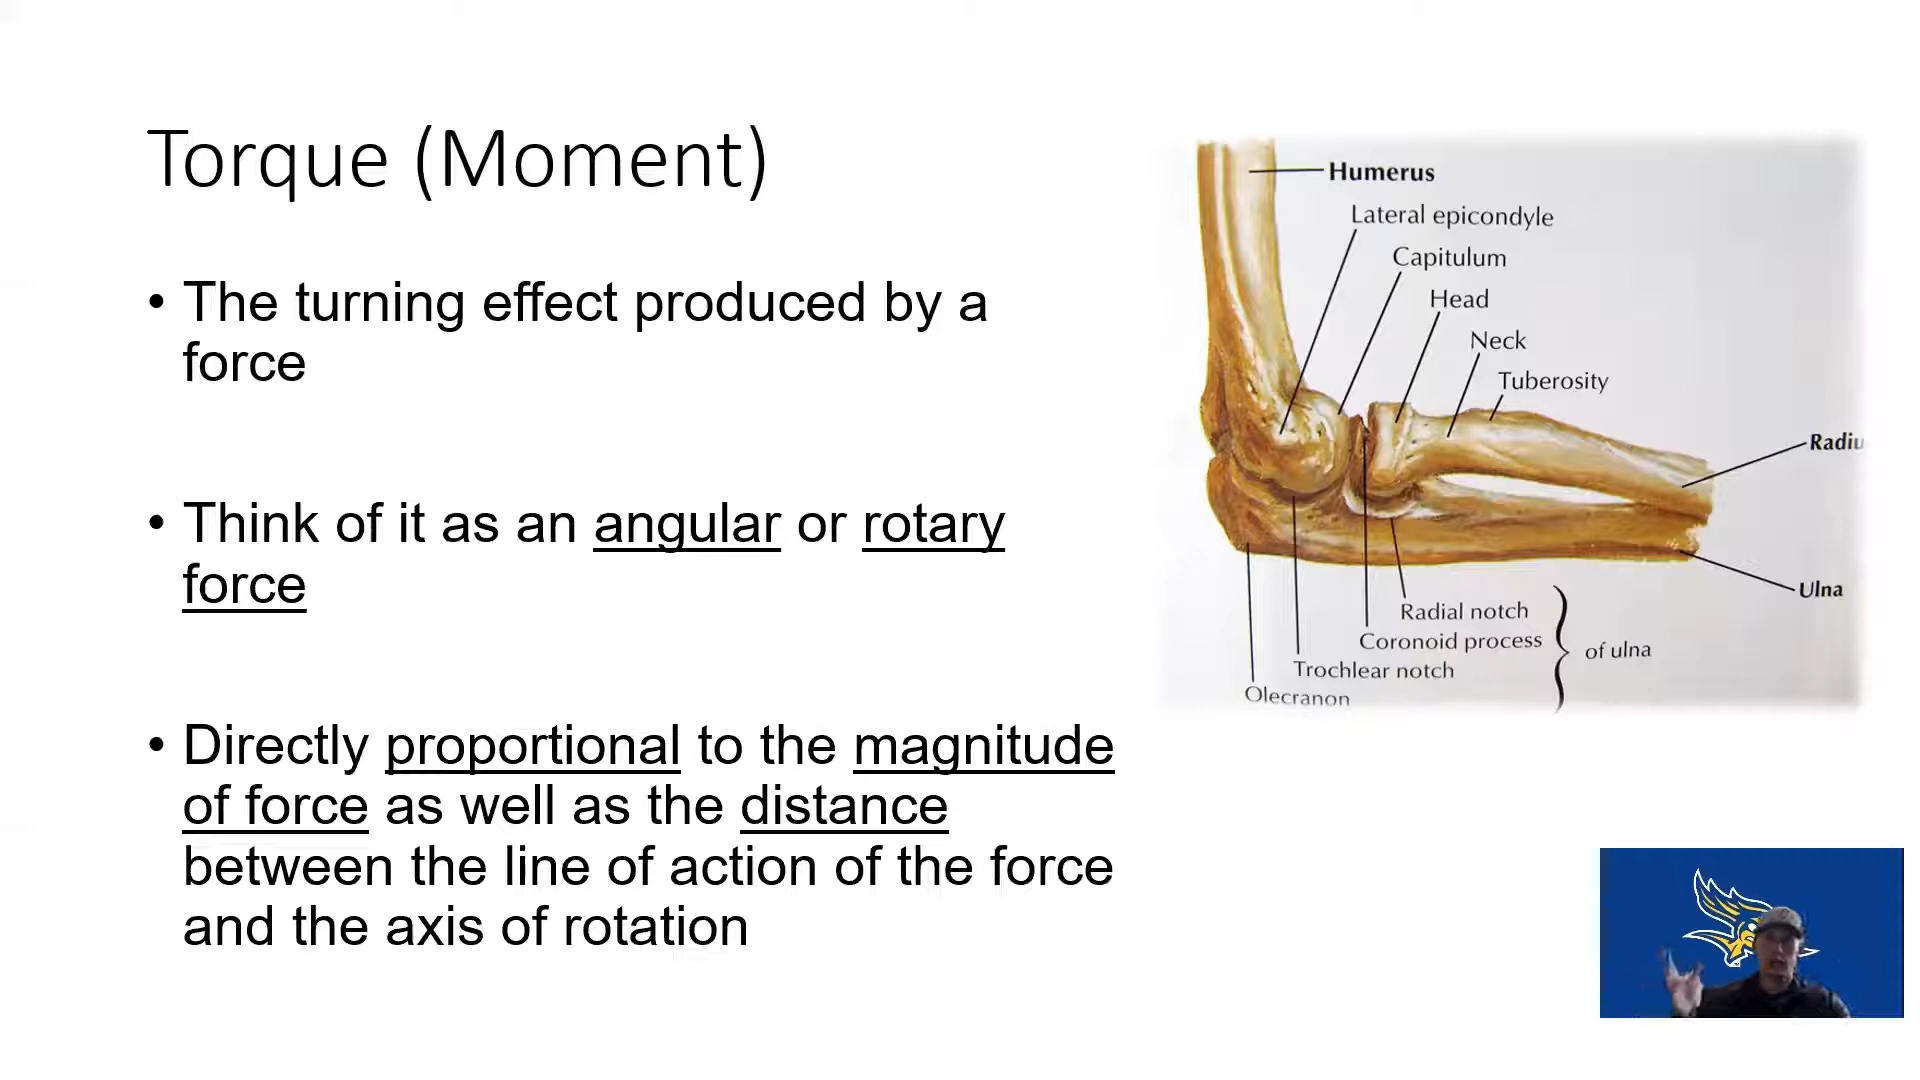 Torque (Moment)
• The turning effect produced by a
force
• Think of it as an angular or rotary
force
• Directly proportional to the magnitude
of force as well as the distance
between the line of action of the force
and the axis of rotation
Humerus
Lateral epicondyle
Capitulum
Head
Neck
Tuberosity
Radiu
Ulna
Radial notch
Coronoid process
of ulna
Trochlear notch
Olecranon